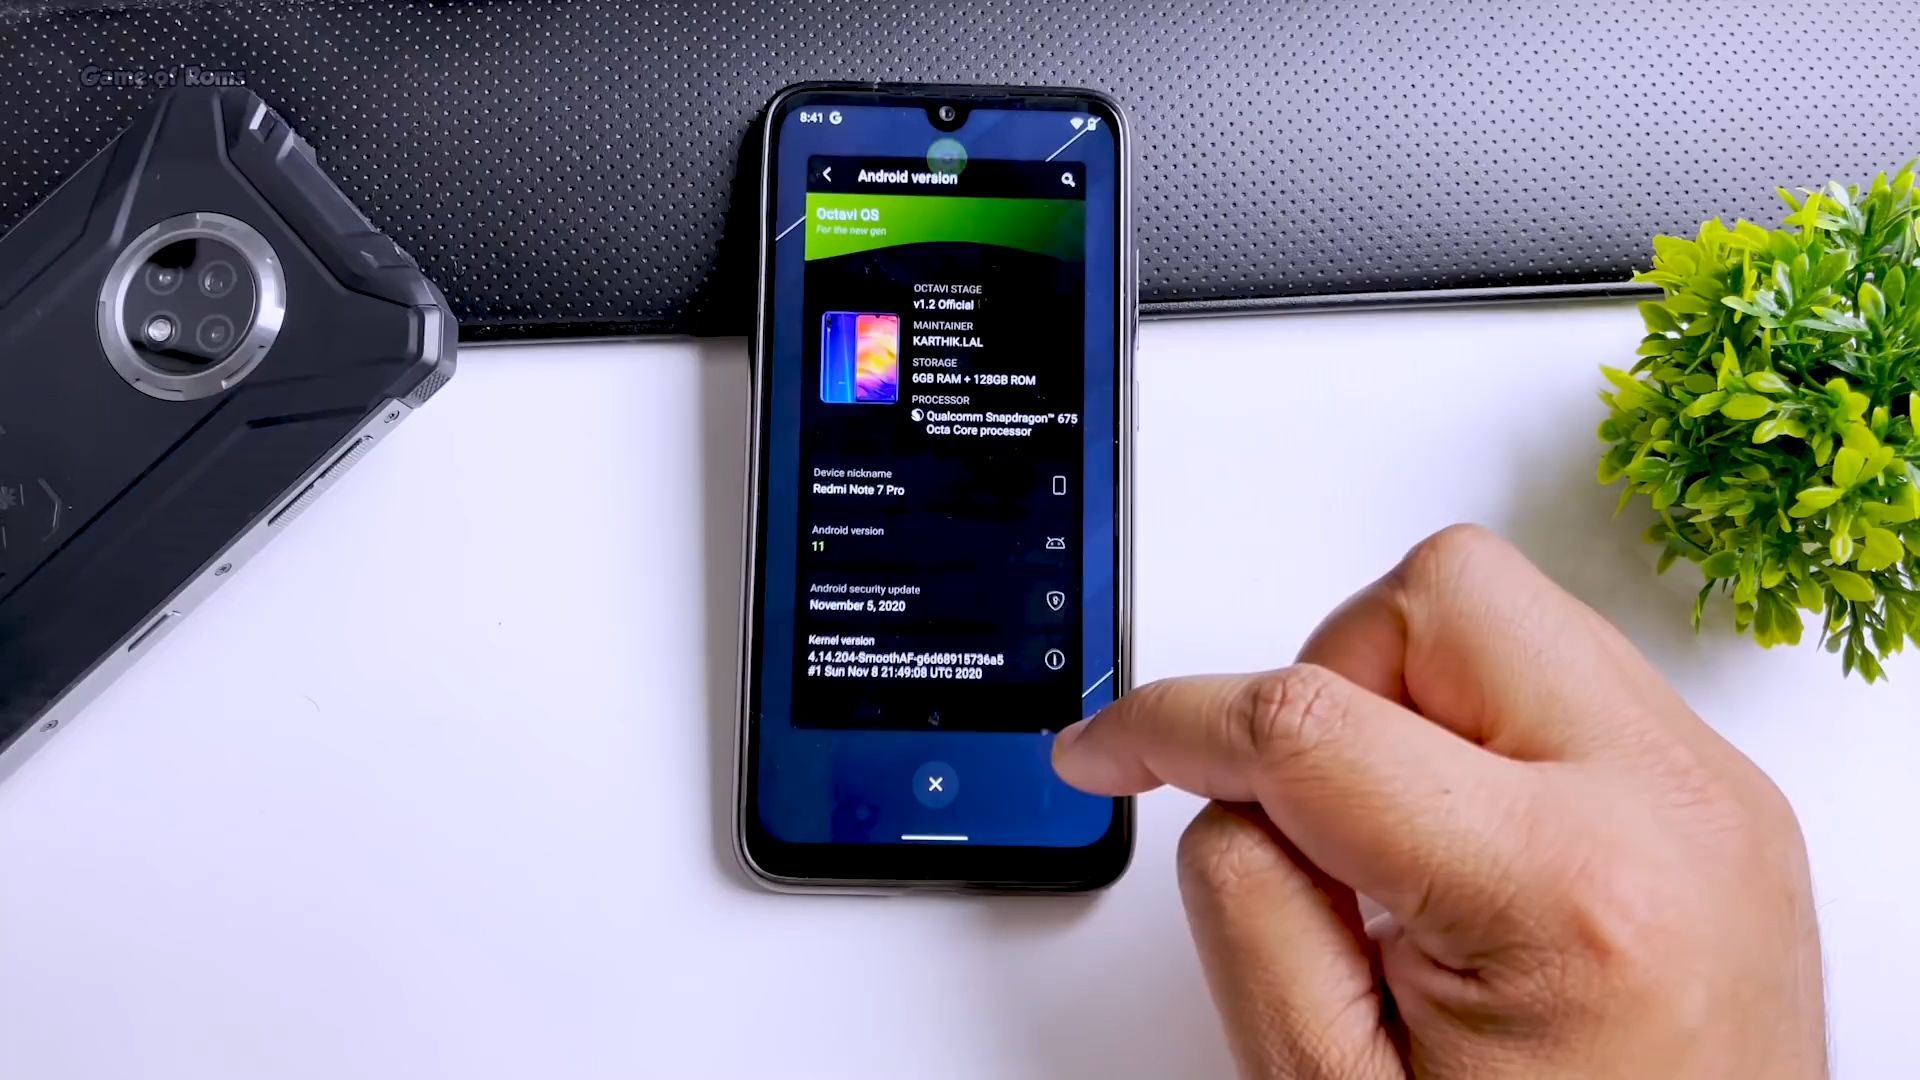 Game of Roms
8:41 G
Android version
Octavi OS
For the new gen
OCTAVI STAGE
v1.2 Official
MAINTAINER
KARTHIK.LAL
STORAGE
6GB RAM + 128GB ROM
PROCESSOR
Qualcomm Snapdragon™ 675
Octa Core processor
Device nickname
Redmi Note 7 Pro
Android version
11
Android security update
November 5, 2020
Kernel version
4.14.204-SmoothAF-g6d68915736a5
#1 Sun Nov 8 21:49:08 UTC 2020